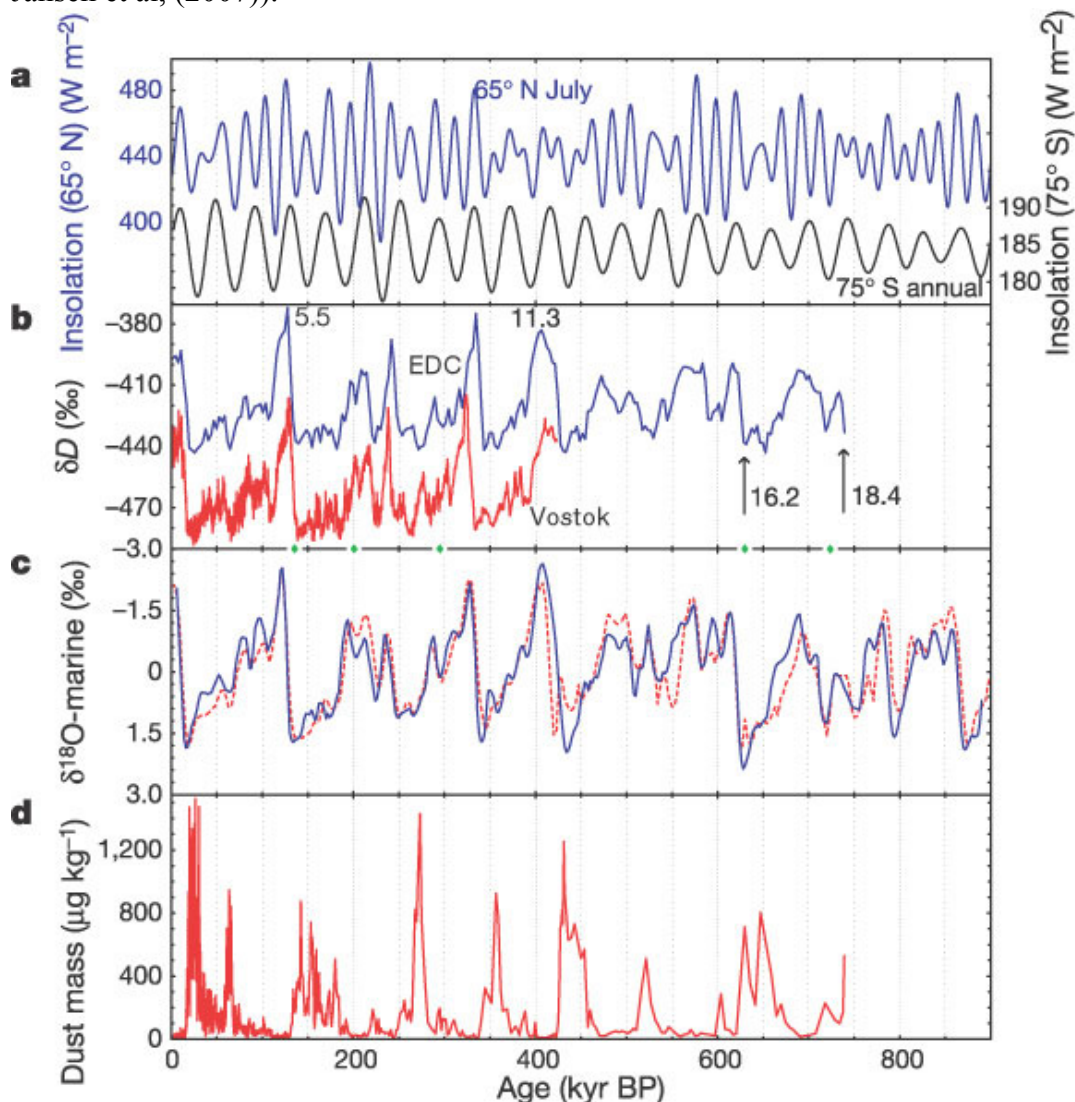 Jansen et al, (2007)).
a
Insolation (65° N) (W m⁻²)
480
440
400
65° N July
Insolation (75° S) (W m⁻²)
190
185
180
75° S annual
b
δD (‰)
−380
−410
−440
−470
−3.0
5.5
11.3
EDC
Vostok
16.2
18.4
c
δ¹⁸O-marine (‰)
−1.5
0
1.5
3.0
d
Dust mass (µg kg⁻¹)
1,200
800
400
0
0
200
400
600
800
Age (kyr BP)